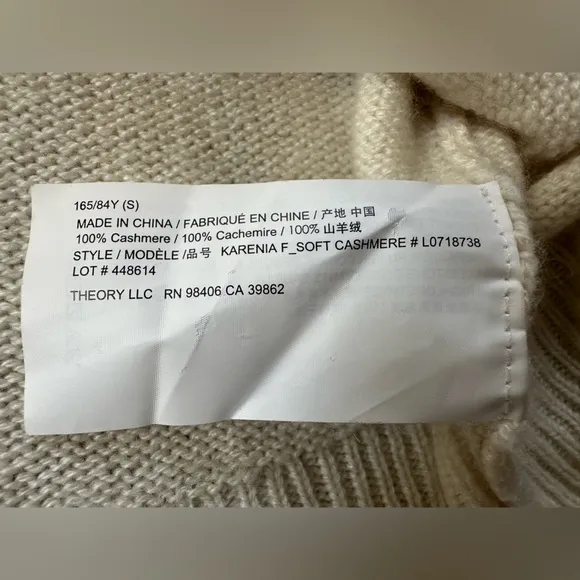 165/84Y (S)
MADE IN CHINA / FABRIQUÉ EN CHINE / 产地 中国
100% Cashmere / 100% Cachemire / 100% 山羊绒
STYLE / MODÈLE /品号 KARENIA F_SOFT CASHMERE # L0718738
LOT # 448614
THEORY LLC RN 98406 CA 39862